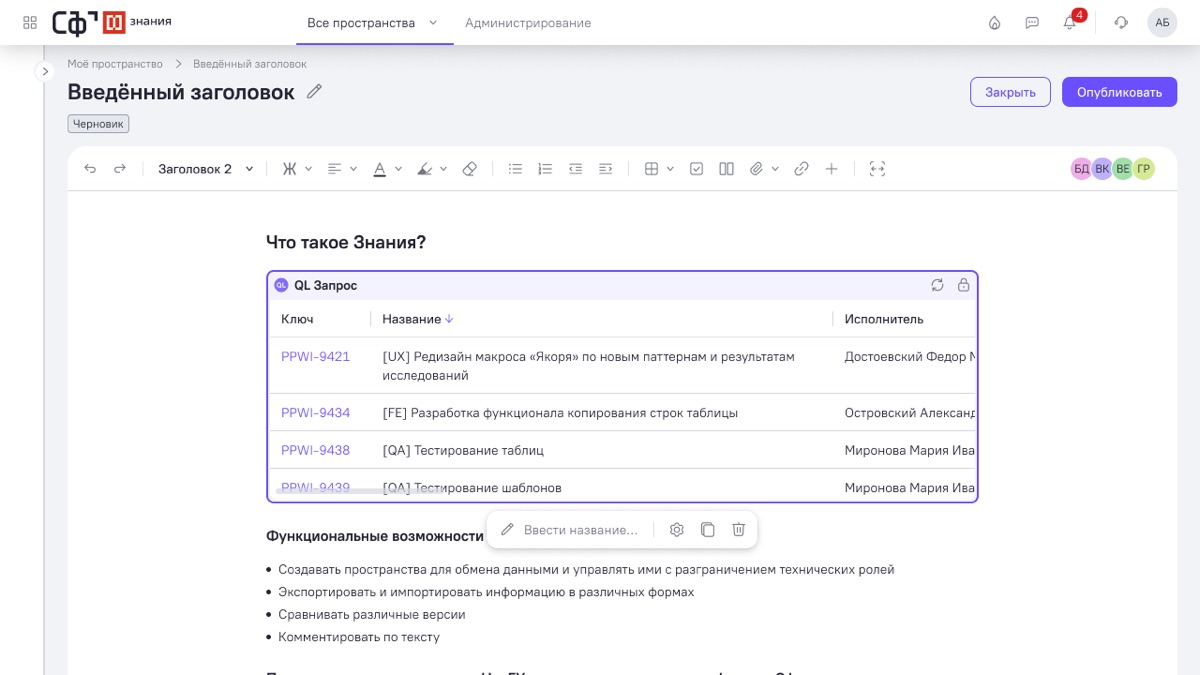 СФ знания
Все пространства
Администрирование
4
АБ
Моё пространство
Введённый заголовок
Введённый заголовок
Закрыть
Опубликовать
Черновик
Заголовок 2
Ж
А
БД
ВК
ВЕ
ГР
Что такое Знания?
QL
QL Запрос
Ключ
Название
Исполнитель
PPWI-9421
[UX] Редизайн макроса «Якоря» по новым паттернам и результатам
исследований
Достоевский Федор М
PPWI-9434
[FE] Разработка функционала копирования строк таблицы
Островский Александ
PPWI-9438
[QA] Тестирование таблиц
Миронова Мария Ива
PPWI-9439
[QA] Тестирование шаблонов
Миронова Мария Ива
Ввести название...
Функциональные возможности
Создавать пространства для обмена данными и управлять ими с разграничением технических ролей
Экспортировать и импортировать информацию в различных формах
Сравнивать различные версии
Комментировать по тексту